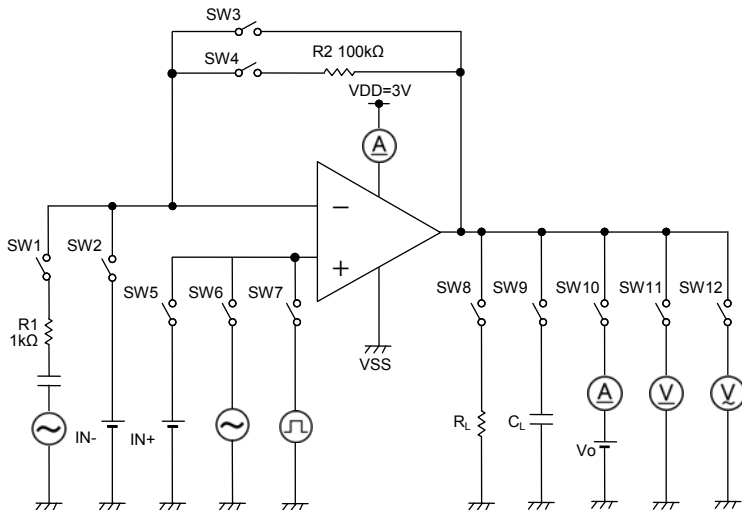 SW3
SW4
R2 100kΩ
VDD=3V
A
SW1
SW2
SW5
SW6
SW7
VSS
SW8
SW9
SW10
SW11
SW12
R1
1kΩ
IN-
IN+
RL
CL
A
V
V
Vo